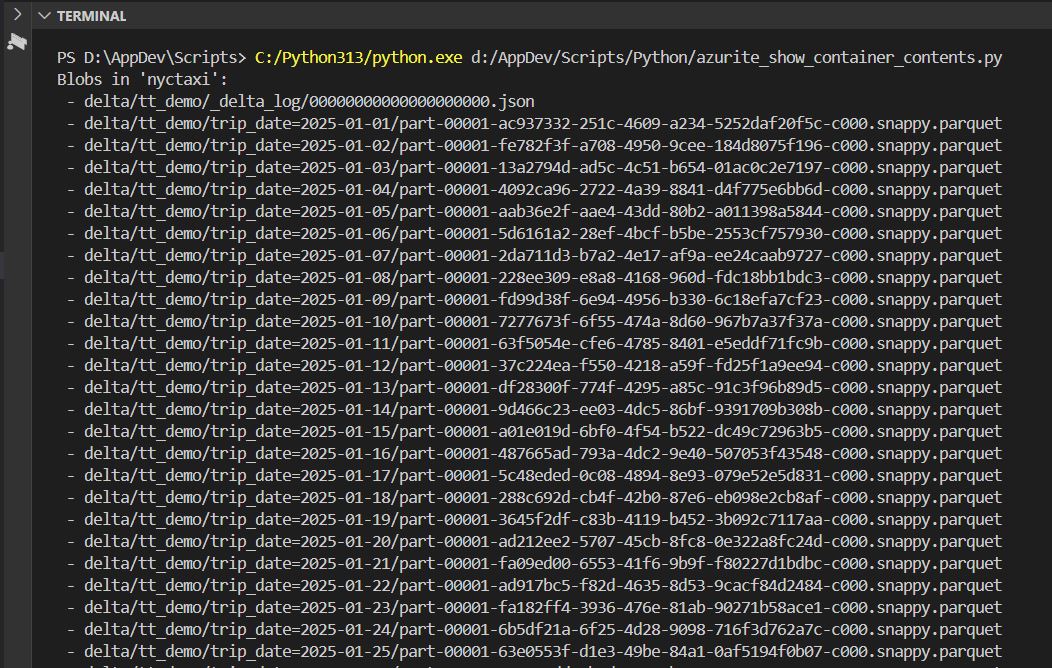 TERMINAL
PS D:\AppDev\Scripts> C:/Python313/python.exe d:/AppDev/Scripts/Python/azurite_show_container_contents.py
Blobs in 'nyctaxi':
- delta/tt_demo/_delta_log/00000000000000000000.json
- delta/tt_demo/trip_date=2025-01-01/part-00001-ac937332-251c-4609-a234-5252daf20f5c-c000.snappy.parquet
- delta/tt_demo/trip_date=2025-01-02/part-00001-fe782f3f-a708-4950-9cee-184d8075f196-c000.snappy.parquet
- delta/tt_demo/trip_date=2025-01-03/part-00001-13a2794d-ad5c-4c51-b654-01ac0c2e7197-c000.snappy.parquet
- delta/tt_demo/trip_date=2025-01-04/part-00001-4092ca96-2722-4a39-8841-d4f775e6bb6d-c000.snappy.parquet
- delta/tt_demo/trip_date=2025-01-05/part-00001-aab36e2f-aae4-43dd-80b2-a011398a5844-c000.snappy.parquet
- delta/tt_demo/trip_date=2025-01-06/part-00001-5d6161a2-28ef-4bcf-b5be-2553cf757930-c000.snappy.parquet
- delta/tt_demo/trip_date=2025-01-07/part-00001-2da711d3-b7a2-4e17-af9a-ee24caab9727-c000.snappy.parquet
- delta/tt_demo/trip_date=2025-01-08/part-00001-228ee309-e8a8-4168-960d-fdc18bb1bdc3-c000.snappy.parquet
- delta/tt_demo/trip_date=2025-01-09/part-00001-fd99d38f-6e94-4956-b330-6c18efa7cf23-c000.snappy.parquet
- delta/tt_demo/trip_date=2025-01-10/part-00001-7277673f-6f55-474a-8d60-967b7a37f37a-c000.snappy.parquet
- delta/tt_demo/trip_date=2025-01-11/part-00001-63f5054e-cfe6-4785-8401-e5eddf71fc9b-c000.snappy.parquet
- delta/tt_demo/trip_date=2025-01-12/part-00001-37c224ea-f550-4218-a59f-fd25f1a9ee94-c000.snappy.parquet
- delta/tt_demo/trip_date=2025-01-13/part-00001-df28300f-774f-4295-a85c-91c3f96b89d5-c000.snappy.parquet
- delta/tt_demo/trip_date=2025-01-14/part-00001-9d466c23-ee03-4dc5-86bf-9391709b308b-c000.snappy.parquet
- delta/tt_demo/trip_date=2025-01-15/part-00001-a01e019d-6bf0-4f54-b522-dc49c72963b5-c000.snappy.parquet
- delta/tt_demo/trip_date=2025-01-16/part-00001-487665ad-793a-4dc2-9e40-507053f43548-c000.snappy.parquet
- delta/tt_demo/trip_date=2025-01-17/part-00001-5c48eded-0c08-4894-8e93-079e52e5d831-c000.snappy.parquet
- delta/tt_demo/trip_date=2025-01-18/part-00001-288c692d-cb4f-42b0-87e6-eb098e2cb8af-c000.snappy.parquet
- delta/tt_demo/trip_date=2025-01-19/part-00001-3645f2df-c83b-4119-b452-3b092c7117aa-c000.snappy.parquet
- delta/tt_demo/trip_date=2025-01-20/part-00001-ad212ee2-5707-45cb-8fc8-0e322a8fc24d-c000.snappy.parquet
- delta/tt_demo/trip_date=2025-01-21/part-00001-fa09ed00-6553-41f6-9b9f-f80227d1bdbc-c000.snappy.parquet
- delta/tt_demo/trip_date=2025-01-22/part-00001-ad917bc5-f82d-4635-8d53-9cacf84d2484-c000.snappy.parquet
- delta/tt_demo/trip_date=2025-01-23/part-00001-fa182ff4-3936-476e-81ab-90271b58ace1-c000.snappy.parquet
- delta/tt_demo/trip_date=2025-01-24/part-00001-6b5df21a-6f25-4d28-9098-716f3d762a7c-c000.snappy.parquet
- delta/tt_demo/trip_date=2025-01-25/part-00001-63e0553f-d1e3-49be-84a1-0af5194f0b07-c000.snappy.parquet